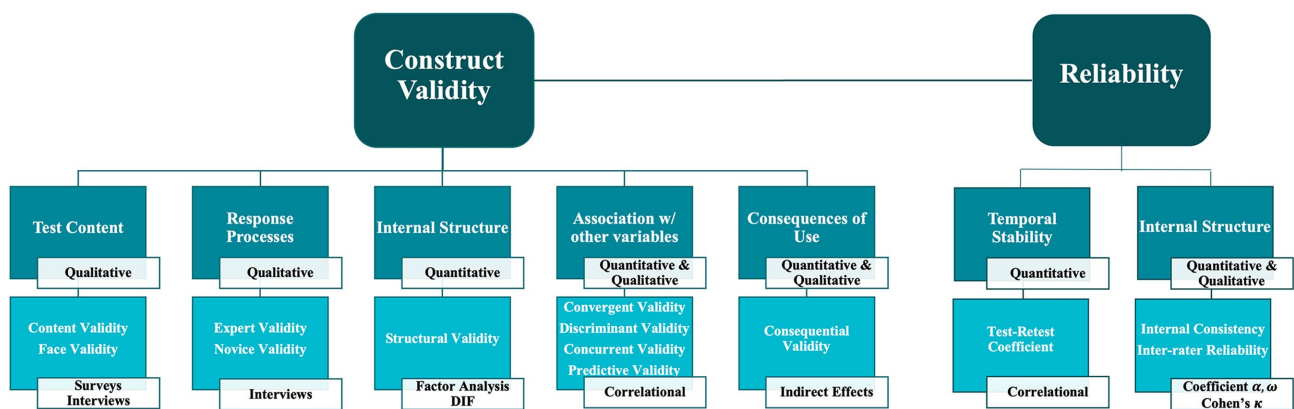 Construct
Validity
Reliability
Test Content
Qualitative
Content Validity
Face Validity
Surveys
Interviews
Response
Processes
Qualitative
Expert Validity
Novice Validity
Interviews
Internal Structure
Quantitative
Structural Validity
Factor Analysis
DIF
Association w/
other variables
Quantitative &
Qualitative
Convergent Validity
Discriminant Validity
Concurrent Validity
Predictive Validity
Correlational
Consequences
of Use
Quantitative &
Qualitative
Consequential
Validity
Indirect Effects
Temporal
Stability
Quantitative
Test-Retest
Coefficient
Correlational
Internal Structure
Quantitative &
Qualitative
Internal Consistency
Inter-rater Reliability
Coefficient α, ω
Cohen's κ